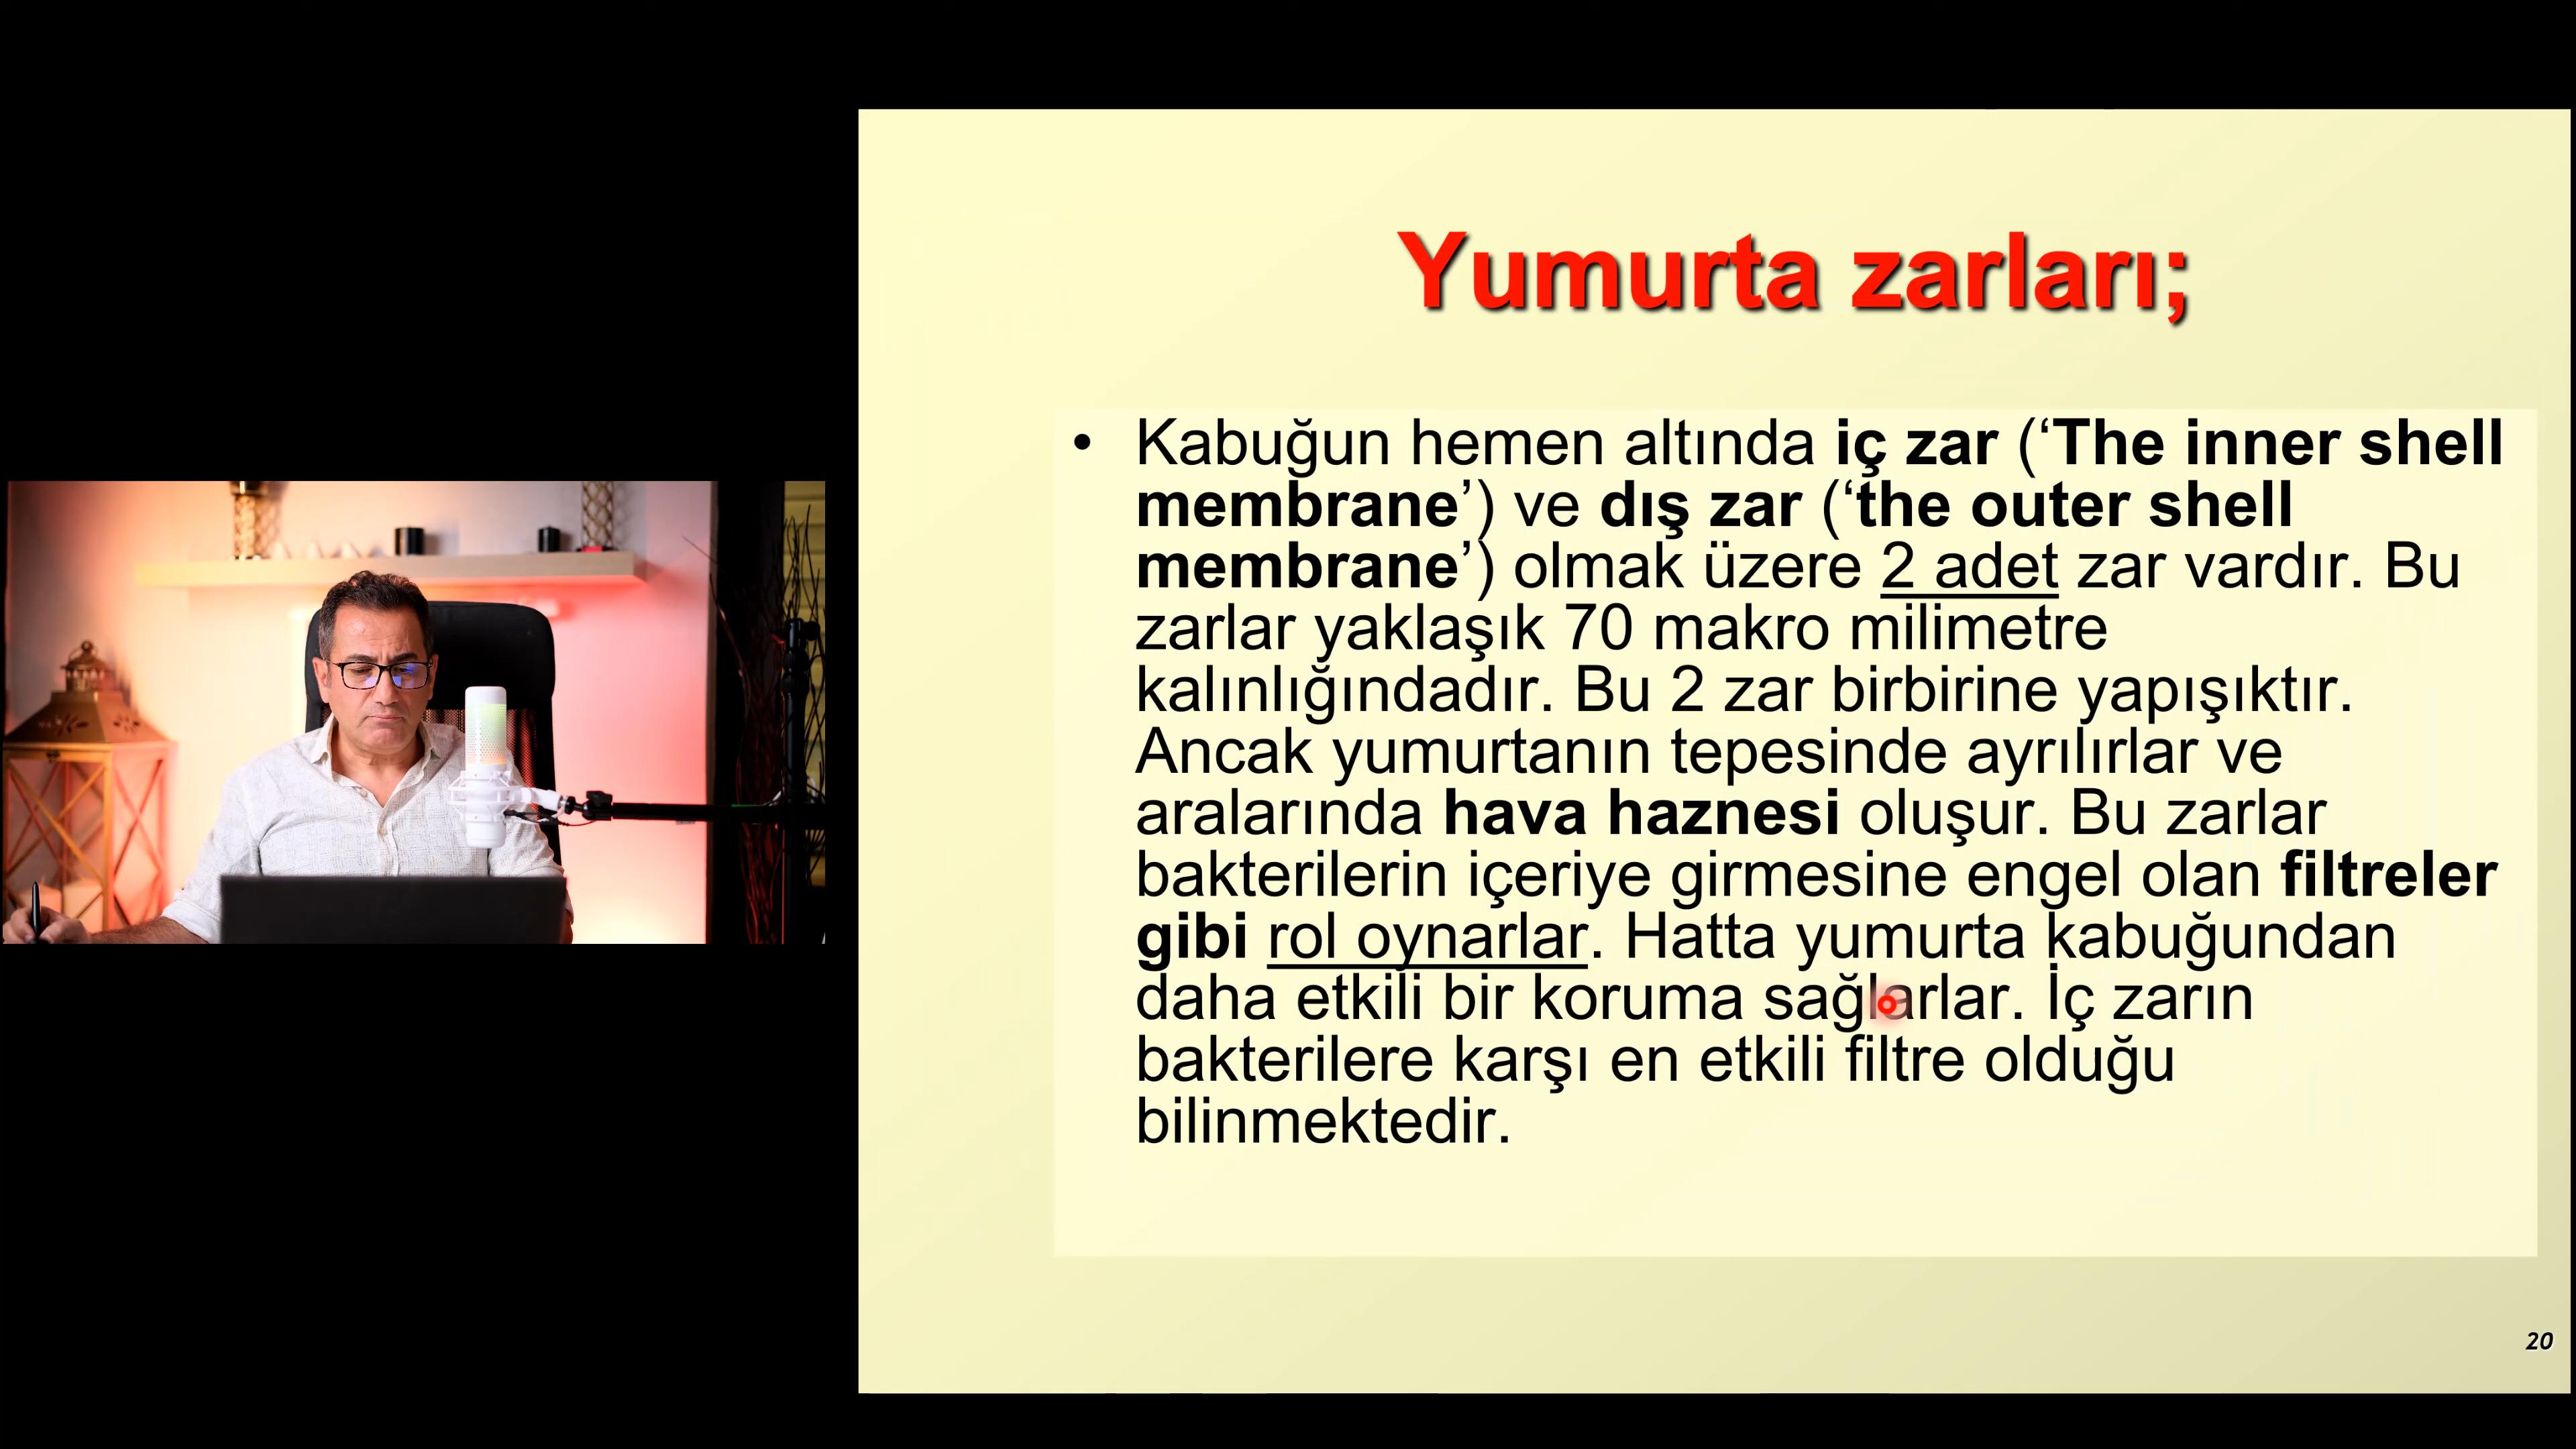 Yumurta zarları;
• Kabuğun hemen altında iç zar (‘The inner shell
membrane’) ve dış zar (‘the outer shell
membrane’) olmak üzere 2 adet zar vardır. Bu
zarlar yaklaşık 70 makro milimetre
kalınlığındadır. Bu 2 zar birbirine yapışıktır.
Ancak yumurtanın tepesinde ayrılırlar ve
aralarında hava haznesi oluşur. Bu zarlar
bakterilerin içeriye girmesine engel olan filtreler
gibi rol oynarlar. Hatta yumurta kabuğundan
daha etkili bir koruma sağlarlar. İç zarın
bakterilere karşı en etkili filtre olduğu
bilinmektedir.
20